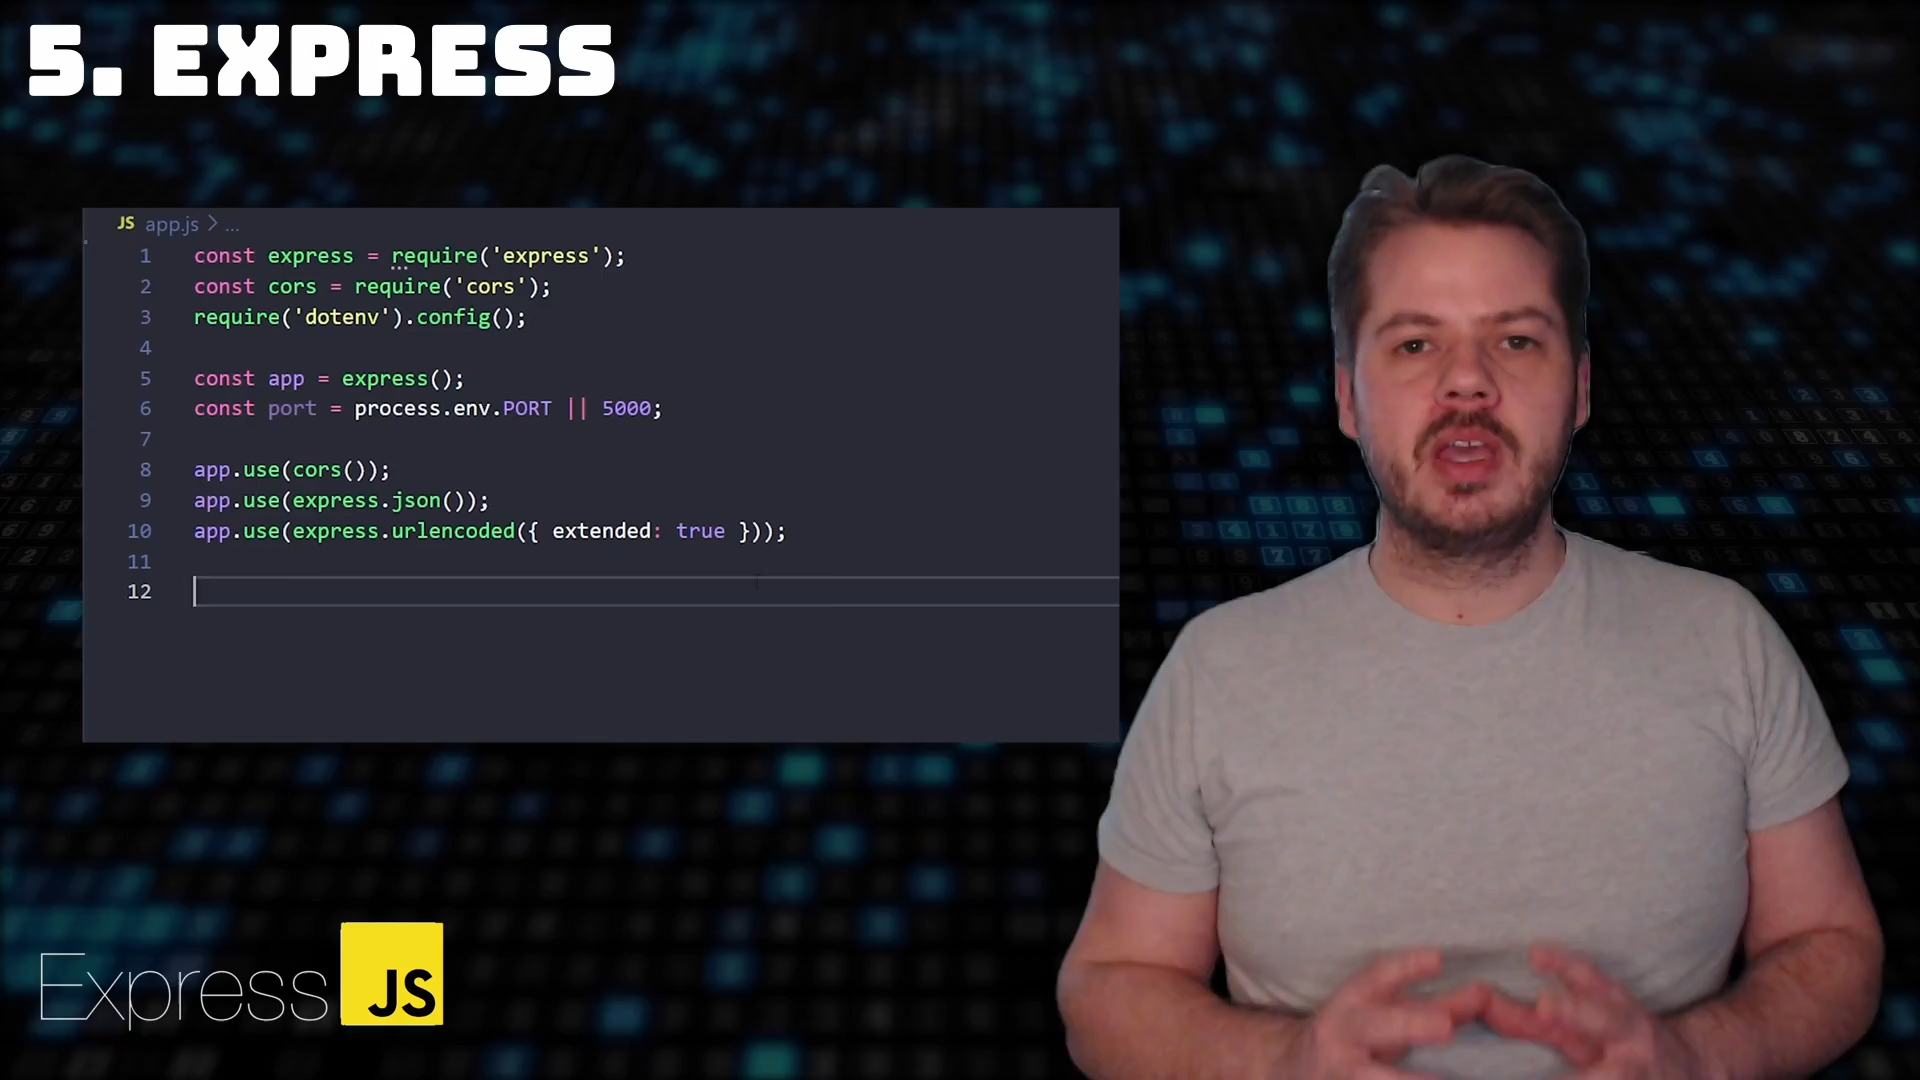 5. EXPRESS
JS app.js > ...
1 const express = require('express');
2 const cors = require('cors');
3 require('dotenv').config();
4
5 const app = express();
6 const port = process.env.PORT || 5000;
7
8 app.use(cors());
9 app.use(express.json());
10 app.use(express.urlencoded({ extended: true }));
11
12
Express JS